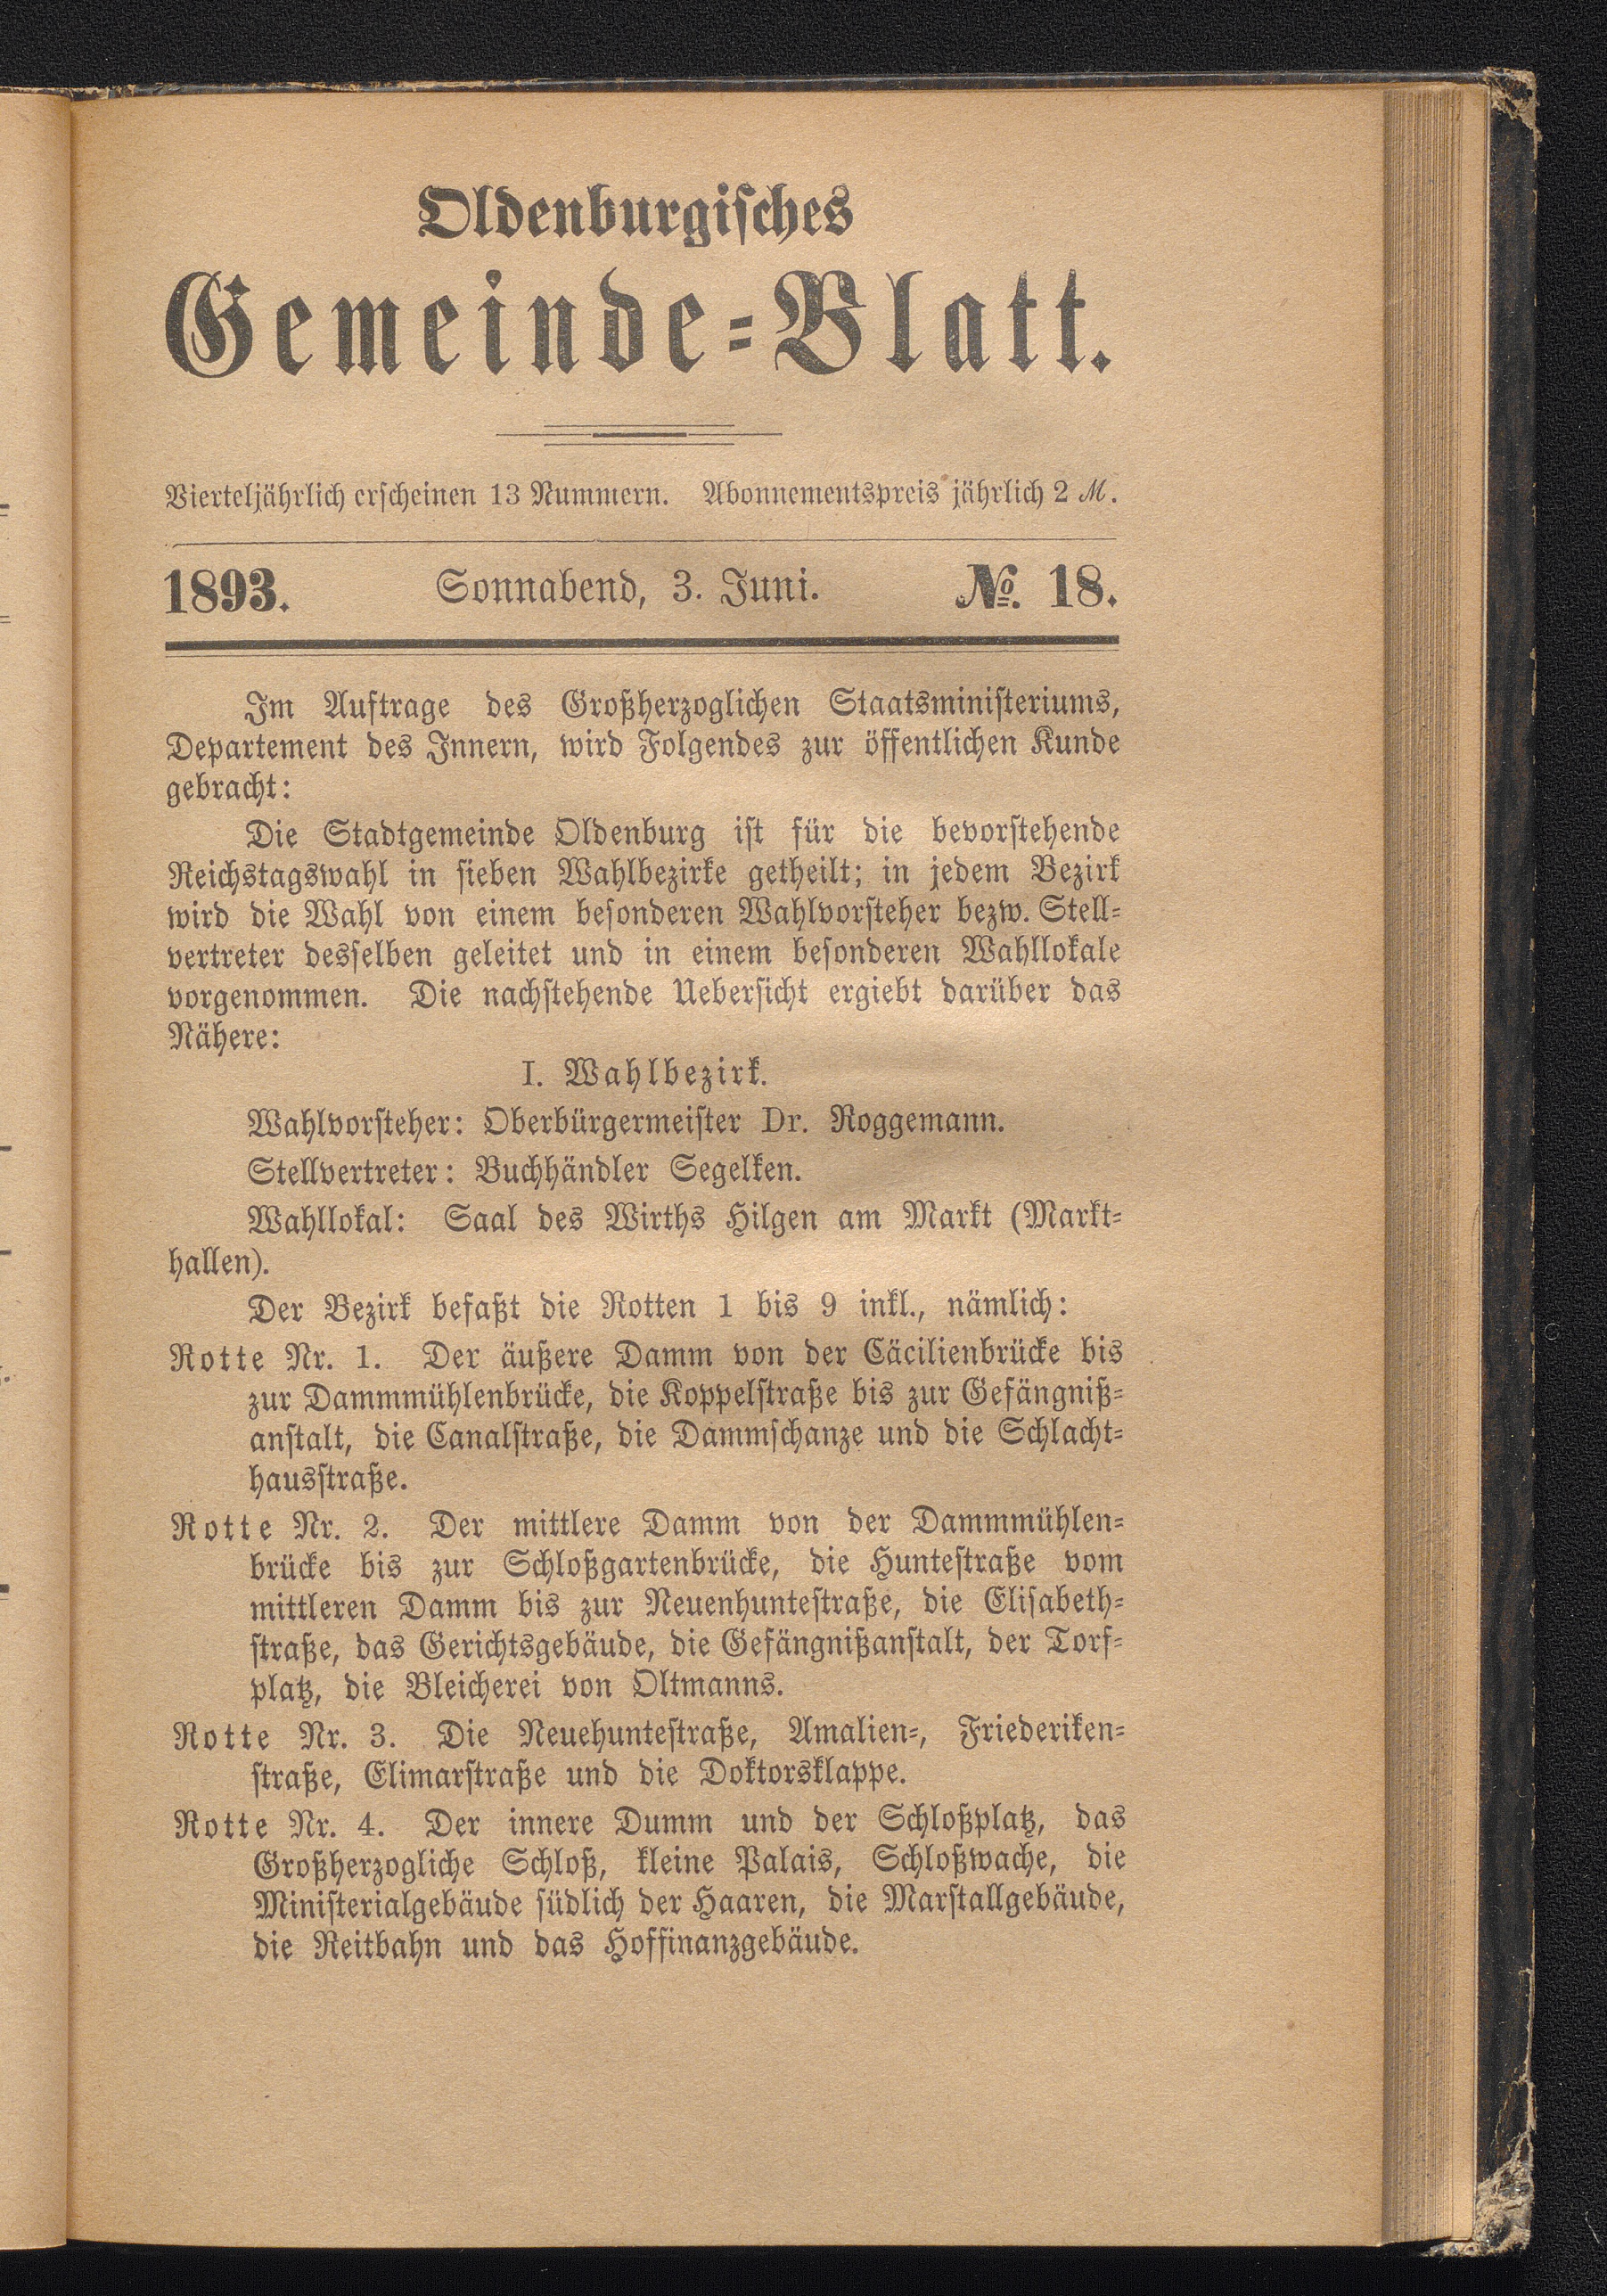 Oldenburgisches
Gemeinde-Blatt.
Vierteljährlich erscheinen 13 Nummern. Abonnementspreis jährlich 2 M.
1893. Sonnabend, 3. Juni. №. 18.
Im Auftrage des Großherzoglichen Staatsministeriums,
Departement des Innern, wird Folgendes zur öffentlichen Kunde
gebracht:
Die Stadtgemeinde Oldenburg ist für die bevorstehende
Reichstagswahl in sieben Wahlbezirke getheilt; in jedem Bezirk
wird die Wahl von einem besonderen Wahlvorsteher bezw. Stell-
vertreter desselben geleitet und in einem besonderen Wahllokale
vorgenommen. Die nachstehende Uebersicht ergiebt darüber das
Nähere:
I. Wahlbezirk.
Wahlvorsteher: Oberbürgermeister Dr. Roggemann.
Stellvertreter: Buchhändler Segelken.
Wahllokal: Saal des Wirths Hilgen am Markt (Markt-
hallen).
Der Bezirk befaßt die Rotten 1 bis 9 inkl., nämlich:
Rotte Nr. 1. Der äußere Damm von der Cäcilienbrücke bis
zur Dammmühlenbrücke, die Koppelstraße bis zur Gefängniß-
anstalt, die Canalstraße, die Dammschanze und die Schlacht-
hausstraße.
Rotte Nr. 2. Der mittlere Damm von der Dammmühlen-
brücke bis zur Schloßgartenbrücke, die Huntestraße vom
mittleren Damm bis zur Neuenhuntestraße, die Elisabeth-
straße, das Gerichtsgebäude, die Gefängnißanstalt, der Torf-
platz, die Bleicherei von Oltmanns.
Rotte Nr. 3. Die Neuehuntestraße, Amalien-, Friederiken-
straße, Elimarstraße und die Doktorsklappe.
Rotte Nr. 4. Der innere Dumm und der Schloßplatz, das
Großherzogliche Schloß, kleine Palais, Schloßwache, die
Ministerialgebäude südlich der Haaren, die Marstallgebäude,
die Reitbahn und das Hoffinanzgebäude.